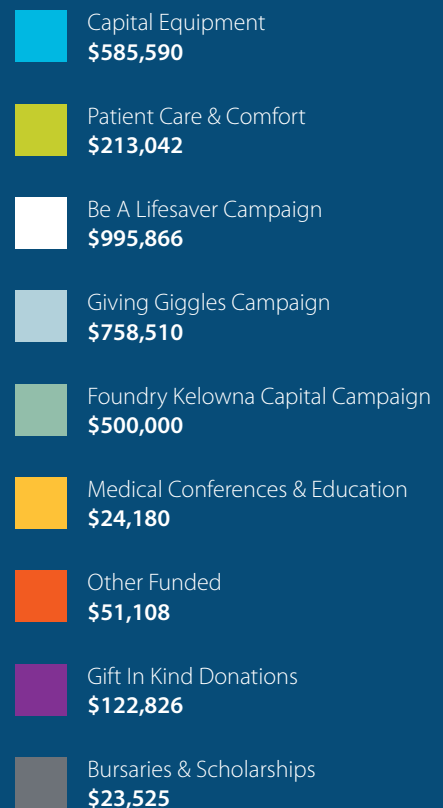 Capital Equipment
$585,590
Patient Care & Comfort
$213,042
Be A Lifesaver Campaign
$995,866
Giving Giggles Campaign
$758,510
Foundry Kelowna Capital Campaign
$500,000
Medical Conferences & Education
$24,180
Other Funded
$51,108
Gift In Kind Donations
$122,826
Bursaries & Scholarships
$23,525